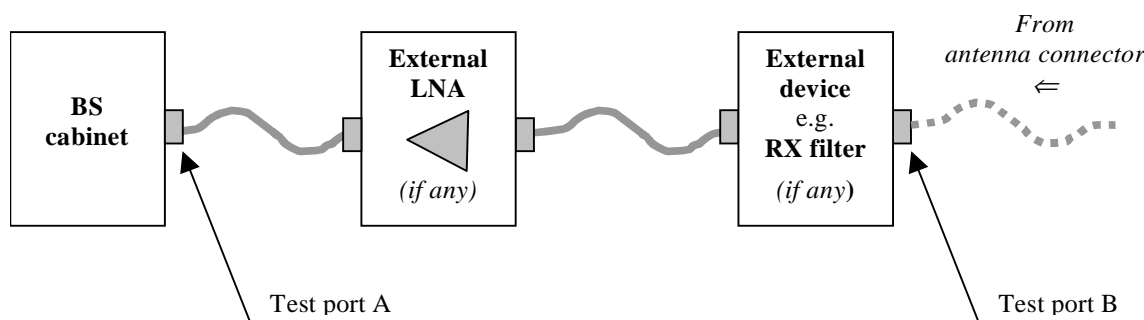 BS
cabinet
External
LNA
(if any)
External
device
e.g.
RX filter
(if any)
From
antenna connector
⇐
Test port A
Test port B